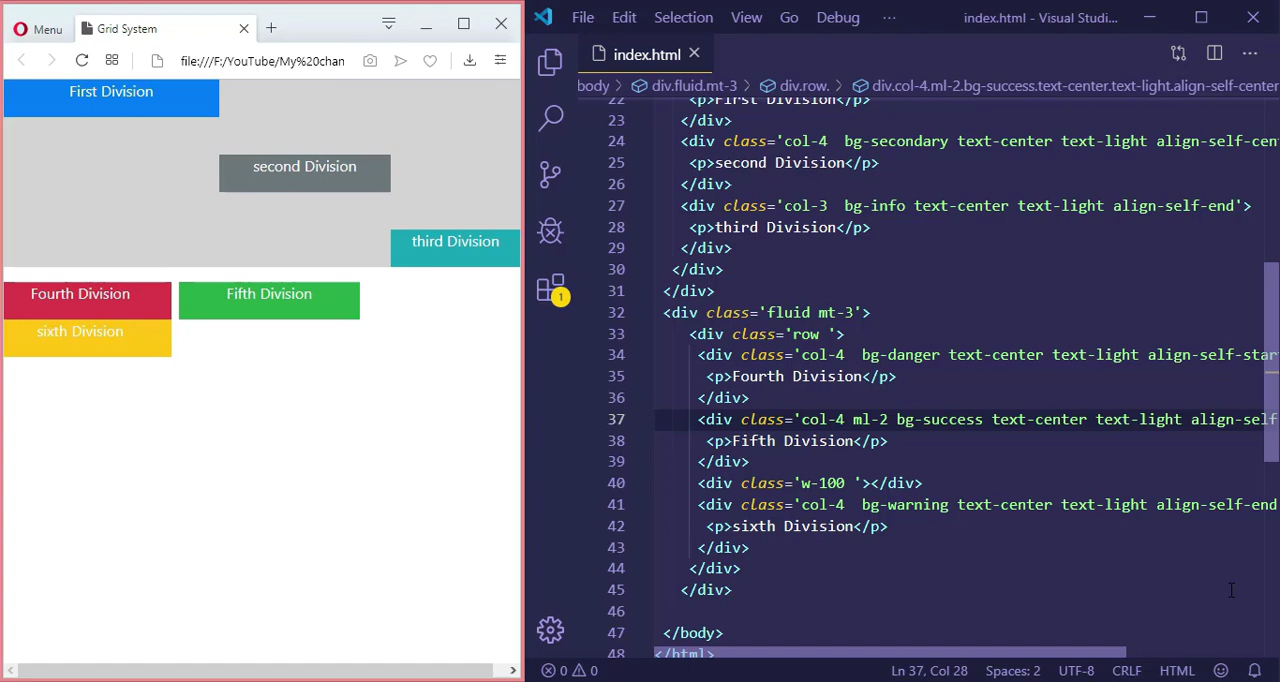 Menu
Grid System
file:///F:/YouTube/My%20chan
First Division
second Division
third Division
Fourth Division
Fifth Division
sixth Division
File Edit Selection View Go Debug ··· index.html - Visual Studi...
index.html
body div.fluid.mt-3 div.row. div.col-4.ml-2.bg-success.text-center.text-light.align-self-center
22 <p>First Division</p>
23 </div>
24 <div class='col-4  bg-secondary text-center text-light align-self-cen
25 <p>second Division</p>
26 </div>
27 <div class='col-3  bg-info text-center text-light align-self-end'>
28 <p>third Division</p>
29 </div>
30 </div>
31 </div>
32 <div class='fluid mt-3'>
33 <div class='row '>
34 <div class='col-4  bg-danger text-center text-light align-self-star
35 <p>Fourth Division</p>
36 </div>
37 <div class='col-4 ml-2 bg-success text-center text-light align-self
38 <p>Fifth Division</p>
39 </div>
40 <div class='w-100 '></div>
41 <div class='col-4  bg-warning text-center text-light align-self-end
42 <p>sixth Division</p>
43 </div>
44 </div>
45 </div>
46
47 </body>
48 </html>
1
0 0 Ln 37, Col 28 Spaces: 2 UTF-8 CRLF HTML